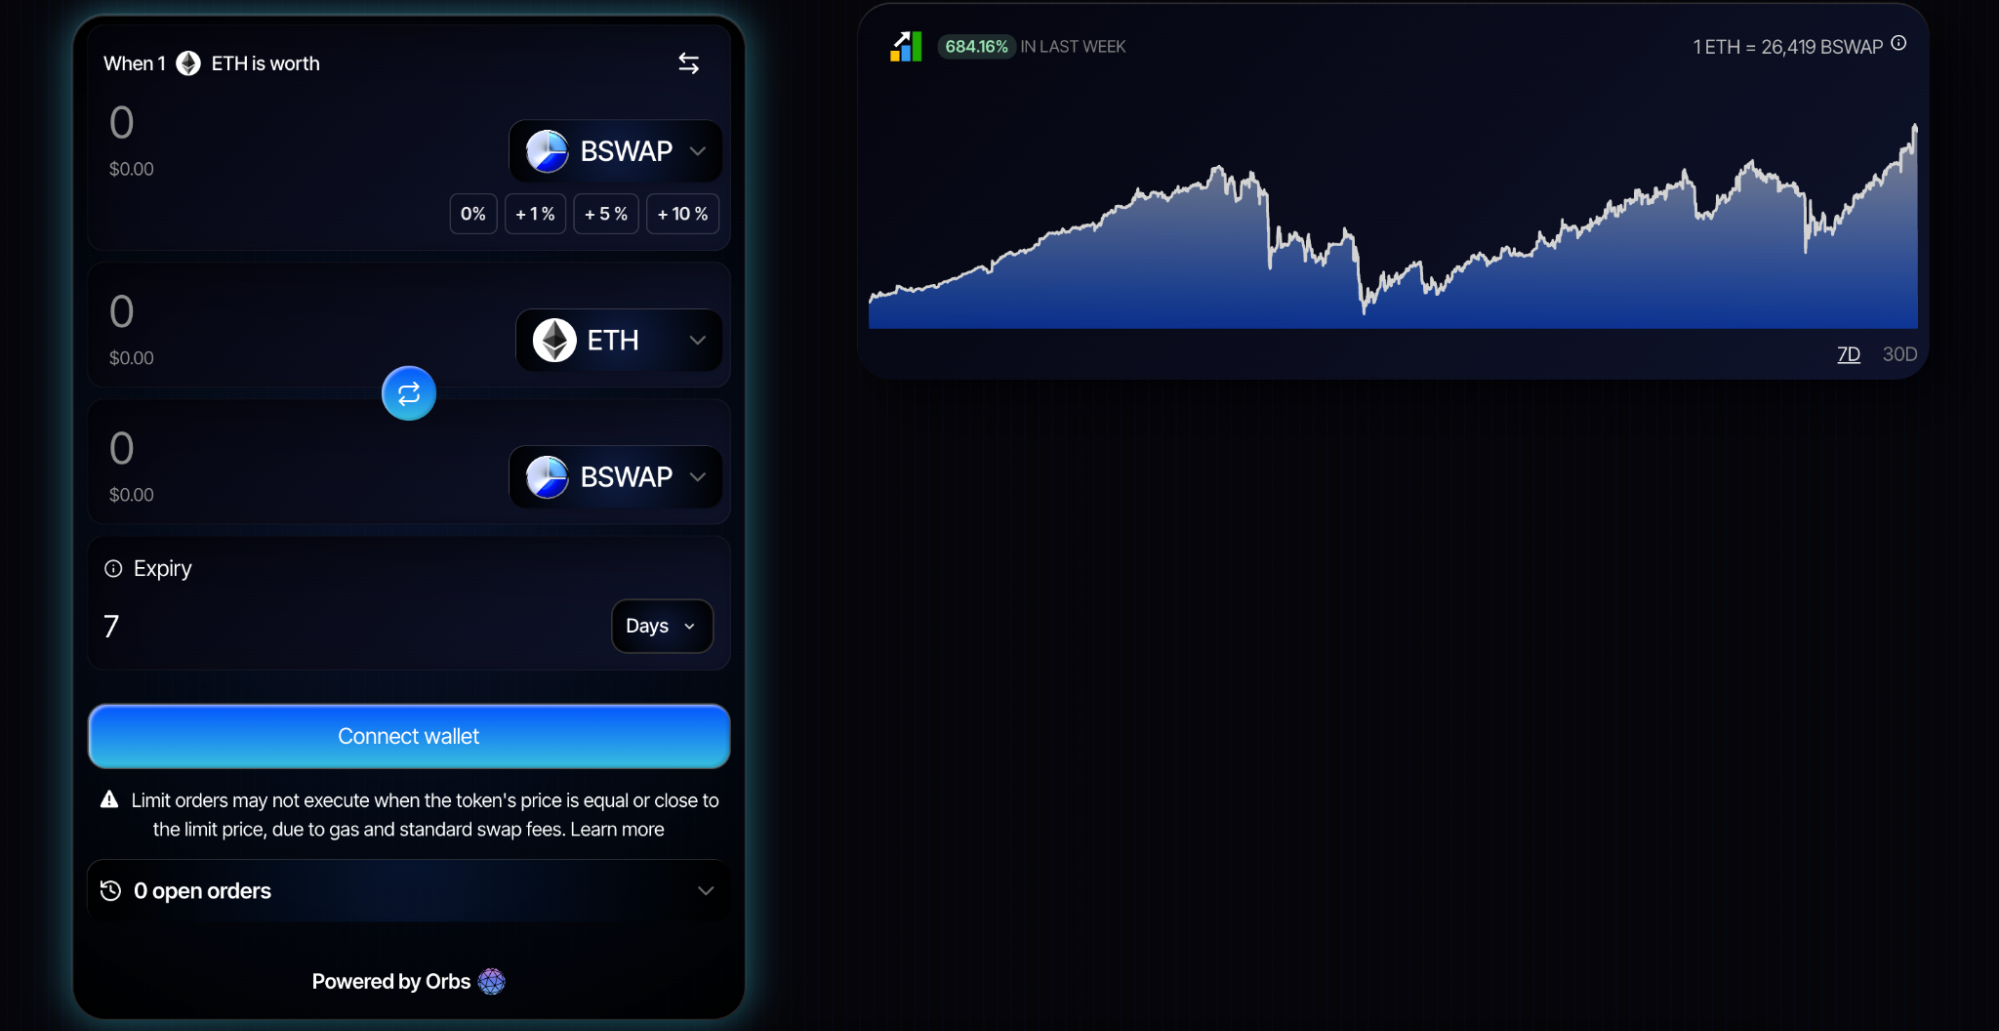 When 1 ETH is worth
0
$0.00
BSWAP
0%
+ 1 %
+ 5 %
+ 10 %
0
$0.00
ETH
0
$0.00
BSWAP
Expiry
7
Days
Connect wallet
Limit orders may not execute when the token's price is equal or close to
the limit price, due to gas and standard swap fees. Learn more
0 open orders
Powered by Orbs
684.16% IN LAST WEEK
1 ETH = 26,419 BSWAP
7D
30D